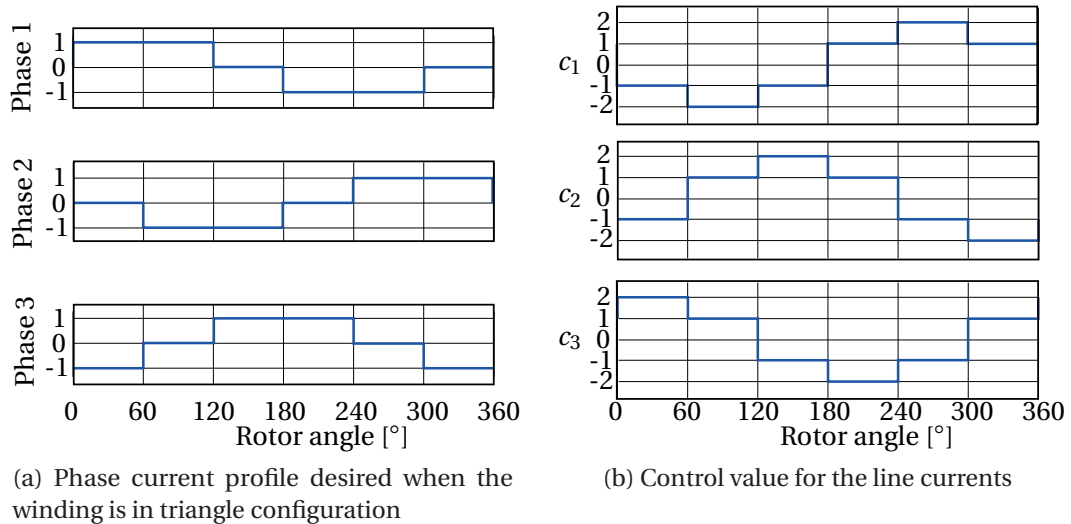 Phase 1
1
0
-1
Phase 2
1
0
-1
Phase 3
1
0
-1
0 60 120 180 240 300 360
Rotor angle [°]
(a) Phase current profile desired when the
winding is in triangle configuration
c1
2
1
0
-1
-2
c2
2
1
0
-1
-2
c3
2
1
0
-1
-2
0 60 120 180 240 300 360
Rotor angle [°]
(b) Control value for the line currents